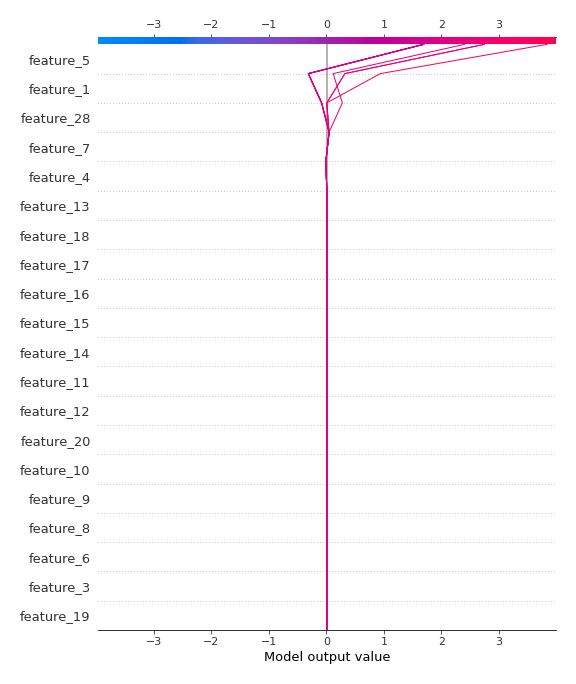 −3 −2 −1 0 1 2 3
feature_5
feature_1
feature_28
feature_7
feature_4
feature_13
feature_18
feature_17
feature_16
feature_15
feature_14
feature_11
feature_12
feature_20
feature_10
feature_9
feature_8
feature_6
feature_3
feature_19
−3 −2 −1 0 1 2 3
Model output value